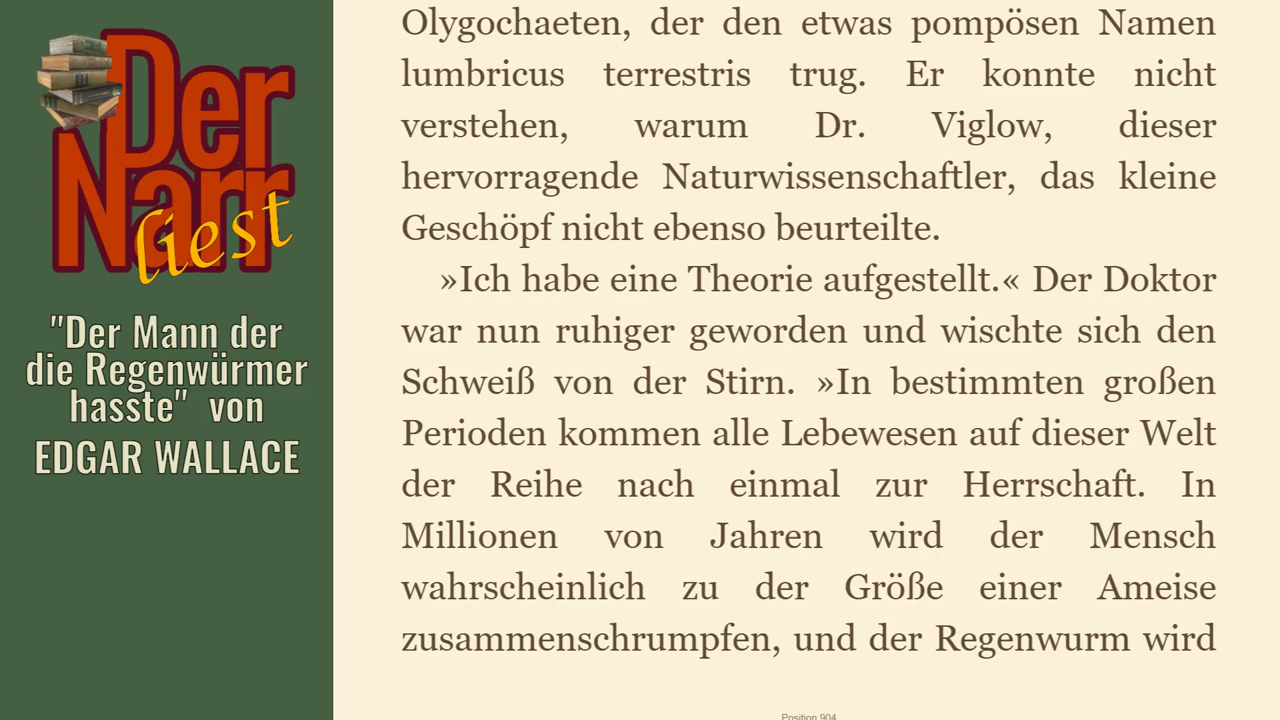 Der
Narr
liest
"Der Mann der
die Regenwürmer
hasste" von
EDGAR WALLACE
Olygochaeten, der den etwas pompösen Namen
lumbricus terrestris trug. Er konnte nicht
verstehen, warum Dr. Viglow, dieser
hervorragende Naturwissenschaftler, das kleine
Geschöpf nicht ebenso beurteilte.
»Ich habe eine Theorie aufgestellt.« Der Doktor
war nun ruhiger geworden und wischte sich den
Schweiß von der Stirn. »In bestimmten großen
Perioden kommen alle Lebewesen auf dieser Welt
der Reihe nach einmal zur Herrschaft. In
Millionen von Jahren wird der Mensch
wahrscheinlich zu der Größe einer Ameise
zusammenschrumpfen, und der Regenwurm wird
Position 904